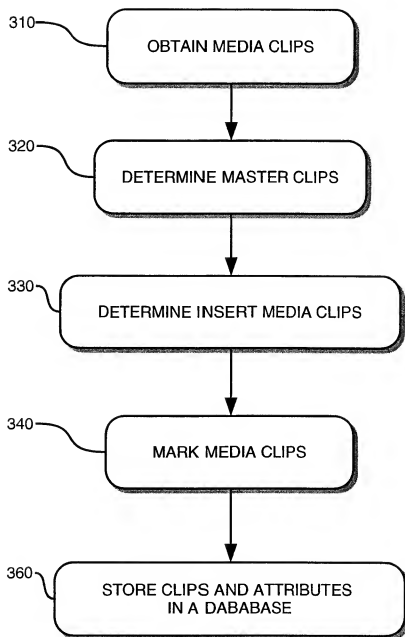 310
OBTAIN MEDIA CLIPS
320
DETERMINE MASTER CLIPS
330
DETERMINE INSERT MEDIA CLIPS
340
MARK MEDIA CLIPS
360
STORE CLIPS AND ATTRIBUTES
IN A DABABASE